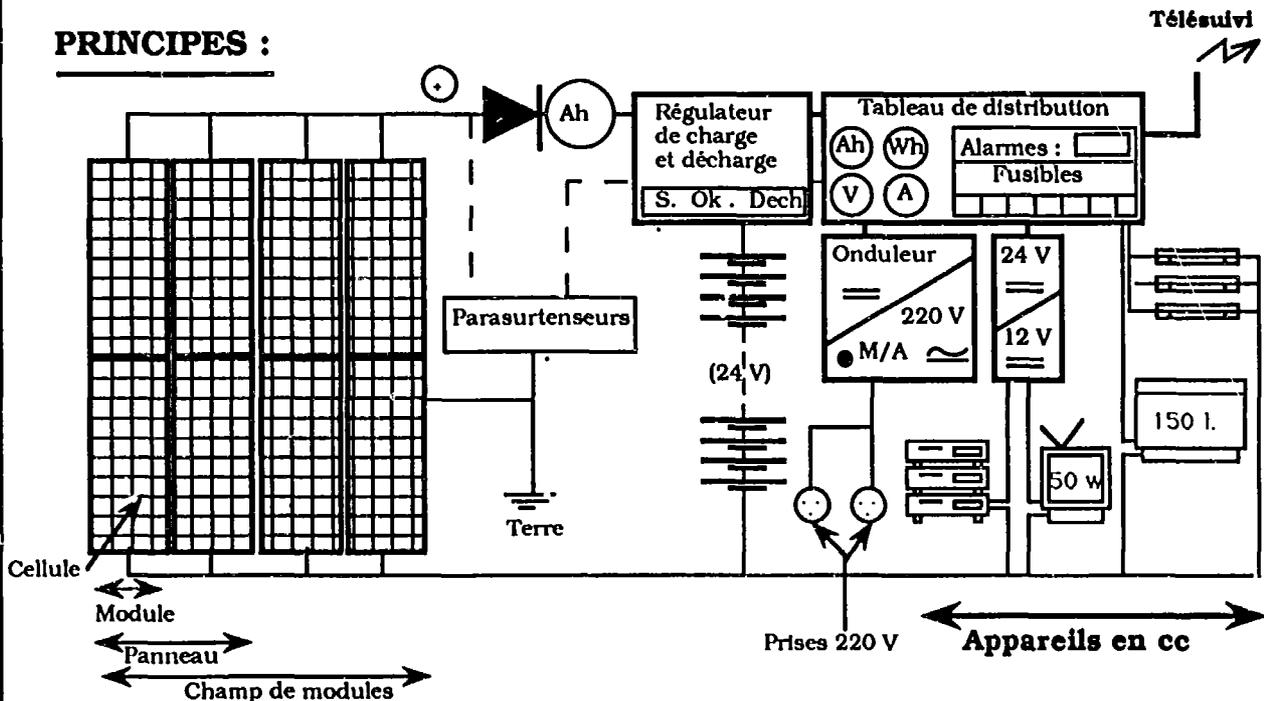 PRINCIPES :
Télésuivi
+
Ah
Régulateur
de charge
et décharge
S. Ok . Dech
Tableau de distribution
Ah
Wh
V
A
Alarmes :
Fusibles
Parasurtenseurs
Onduleur
220 V
M/A
24 V
12 V
(24 V)
150 l.
50 w
Terre
Cellule
Module
Panneau
Champ de modules
Prises 220 V
Appareils en cc